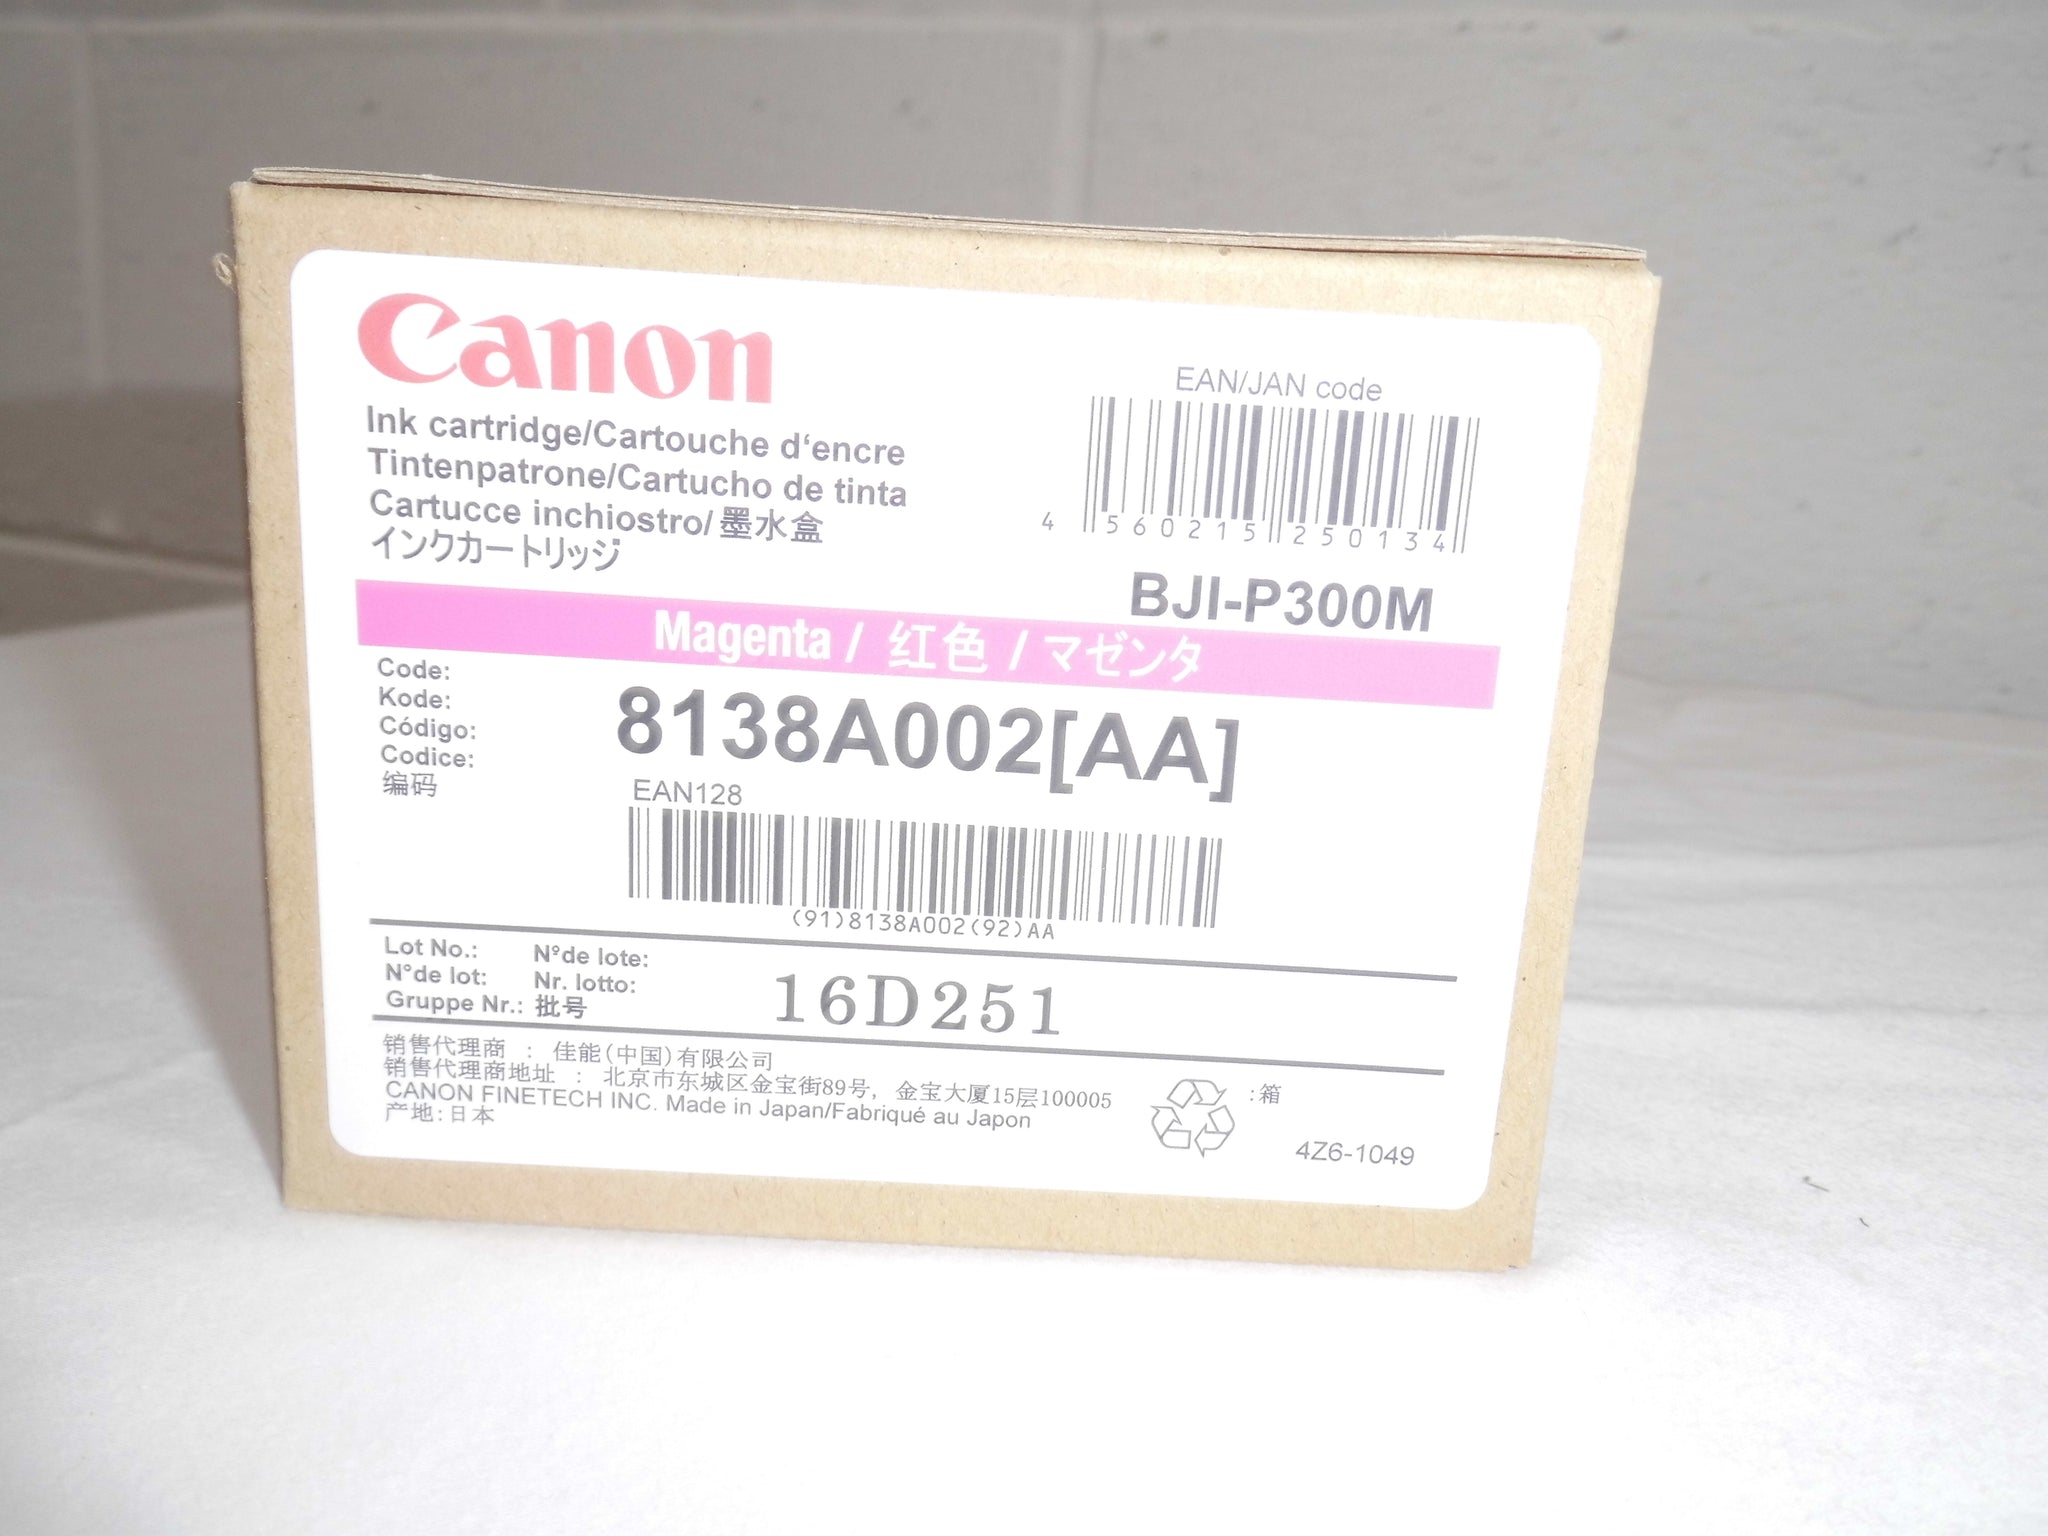 Canon
Ink cartridge/Cartouche d‘encre
Tintenpatrone/Cartucho de tinta
Cartucce inchiostro/墨水盒
インクカートリッジ
EAN/JAN code
4 560215 250134
BJI-P300M
Magenta / 红色 / マゼンタ
Code:
Kode:
Código:
Codice:
编码
8138A002[AA]
EAN128
(91)8138A002(92)AA
Lot No.: N°de lote:
N°de lot: Nr. lotto:
Gruppe Nr.: 批号
16D251
销售代理商 : 佳能(中国)有限公司
销售代理商地址 : 北京市东城区金宝街89号, 金宝大厦15层100005
CANON FINETECH INC. Made in Japan/Fabriqué au Japon
产地:日本
:箱
4Z6-1049